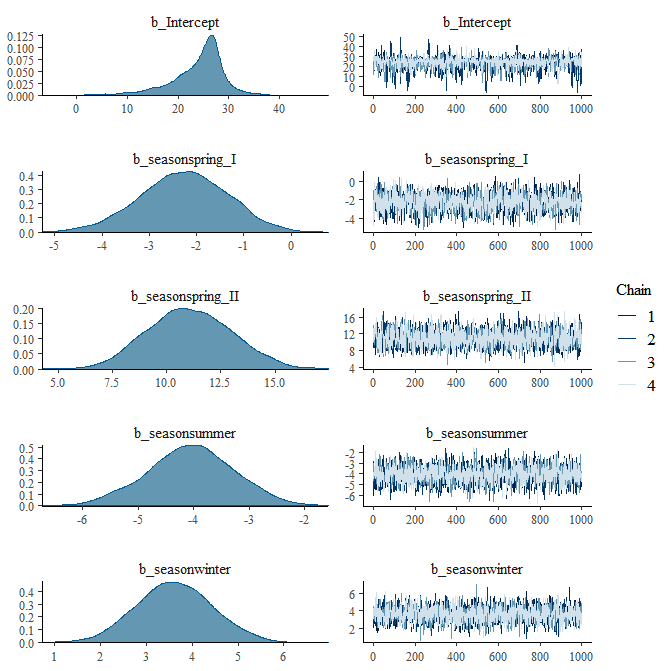 b_Intercept
0.125
0.100
0.075
0.050
0.025
0.000
0 10 20 30 40
b_Intercept
50
40
30
20
10
0
0 200 400 600 800 1000
b_seasonspring_I
0.4
0.3
0.2
0.1
0.0
-5 -4 -3 -2 -1 0
b_seasonspring_I
0
-2
-4
0 200 400 600 800 1000
b_seasonspring_II
0.20
0.15
0.10
0.05
0.00
5.0 7.5 10.0 12.5 15.0
b_seasonspring_II
16
12
8
4
0 200 400 600 800 1000
b_seasonsummer
0.5
0.4
0.3
0.2
0.1
0.0
-6 -5 -4 -3 -2
b_seasonsummer
-2
-3
-4
-5
-6
0 200 400 600 800 1000
b_seasonwinter
0.4
0.3
0.2
0.1
0.0
1 2 3 4 5 6
b_seasonwinter
6
4
2
0 200 400 600 800 1000
Chain
1
2
3
4